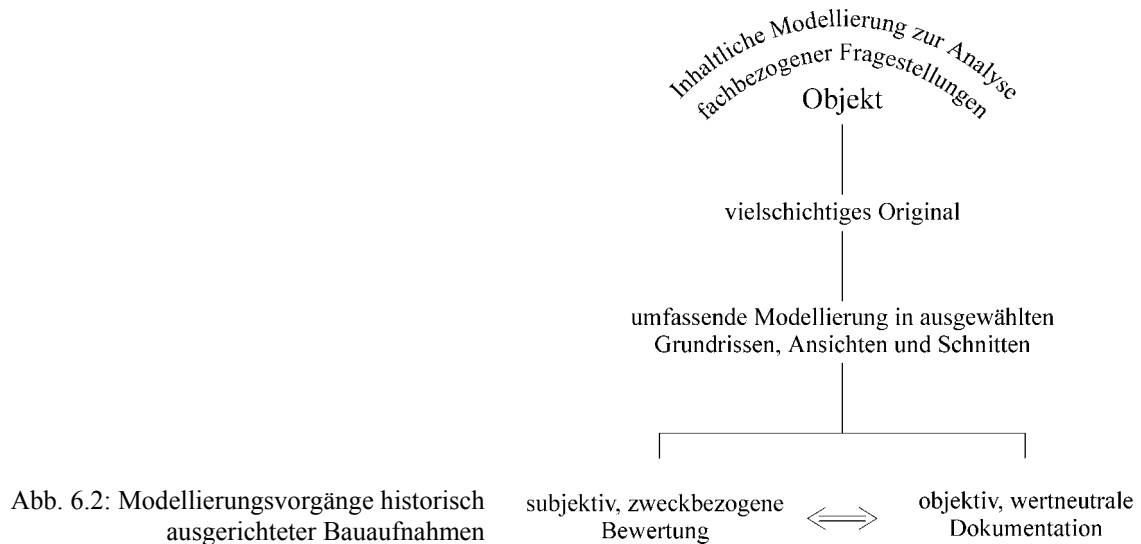 Inhaltliche Modellierung zur Analyse
fachbezogener Fragestellungen
Objekt
vielschichtiges Original
umfassende Modellierung in ausgewählten
Grundrissen, Ansichten und Schnitten
subjektiv, zweckbezogene
Bewertung
objektiv, wertneutrale
Dokumentation
Abb. 6.2: Modellierungsvorgänge historisch
ausgerichteter Bauaufnahmen